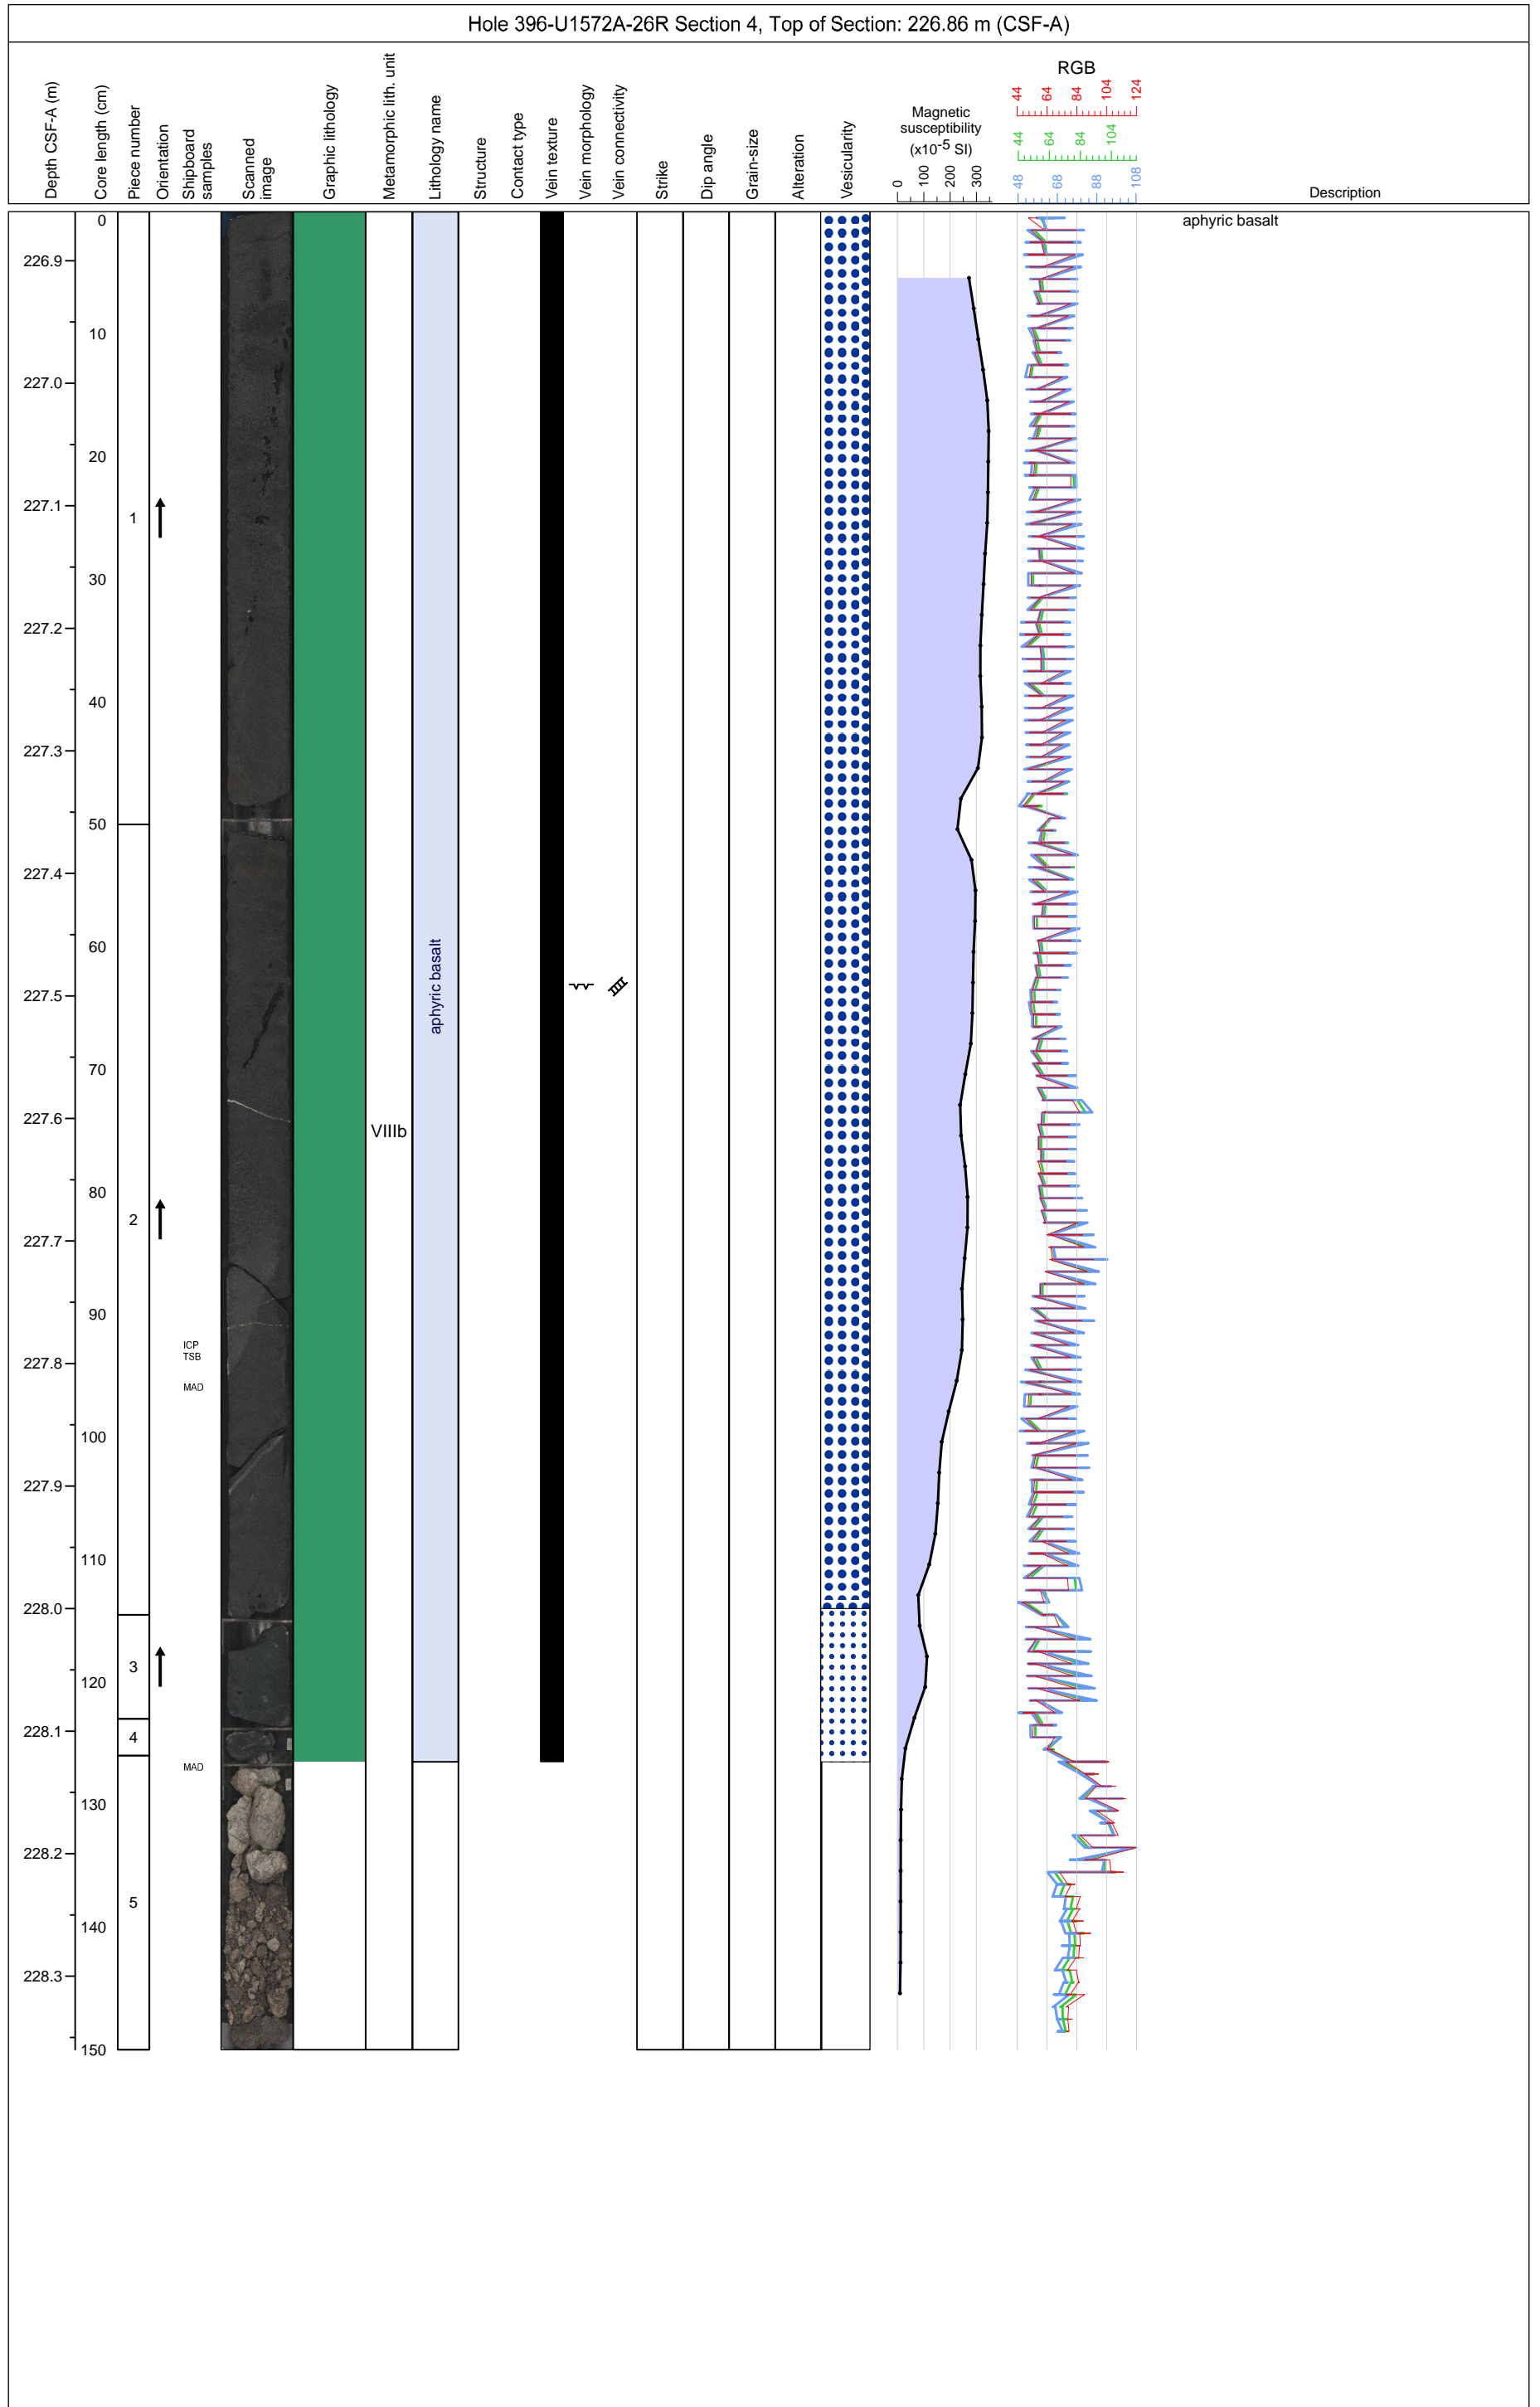 Hole 396-U1572A-26R Section 4, Top of Section: 226.86 m (CSF-A)
Depth CSF-A (m)
Core length (cm)
Piece number
Orientation
Shipboard
samples
Scanned
image
Graphic lithology
Metamorphic lith. unit
Lithology name
Structure
Contact type
Vein texture
Vein morphology
Vein connectivity
Strike
Dip angle
Grain-size
Alteration
Vesicularity
Magnetic
susceptibility
(x10-5 SI)
0 100 200 300
RGB
44 64 84 104 124
44 64 84 104
48 68 88 108
Description
aphyric basalt
226.9
227.0
227.1
227.2
227.3
227.4
227.5
227.6
227.7
227.8
227.9
228.0
228.1
228.2
228.3
0
10
20
30
40
50
60
70
80
90
100
110
120
130
140
150
1
2
3
4
5
ICP
TSB
MAD
MAD
VIIIb
aphyric basalt